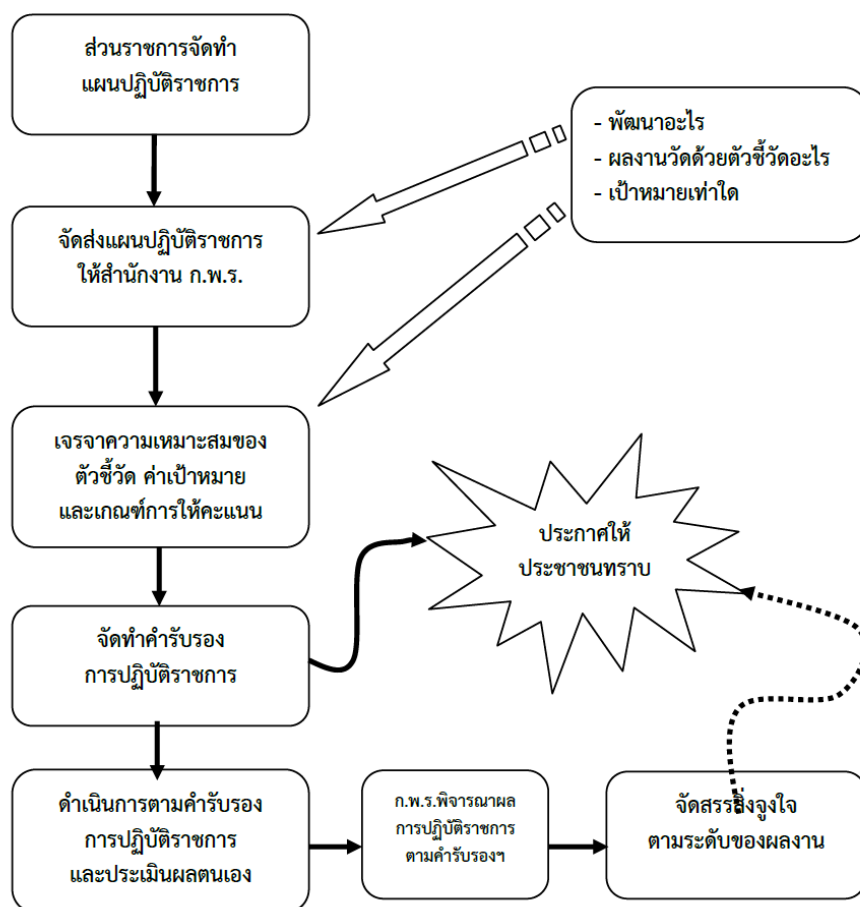 ส่วนราชการจัดทำ
แผนปฏิบัติราชการ
- พัฒนาอะไร
- ผลงานวัดด้วยตัวชี้วัดอะไร
- เป้าหมายเท่าใด
จัดส่งแผนปฏิบัติราชการ
ให้สำนักงาน ก.พ.ร.
เจรจาความเหมาะสมของ
ตัวชี้วัด ค่าเป้าหมาย
และเกณฑ์การให้คะแนน
ประกาศให้
ประชาชนทราบ
จัดทำคำรับรอง
การปฏิบัติราชการ
ดำเนินการตามคำรับรอง
การปฏิบัติราชการ
และประเมินผลตนเอง
ก.พ.ร.พิจารณาผล
การปฏิบัติราชการ
ตามคำรับรองฯ
จัดสรรสิ่งจูงใจ
ตามระดับของผลงาน